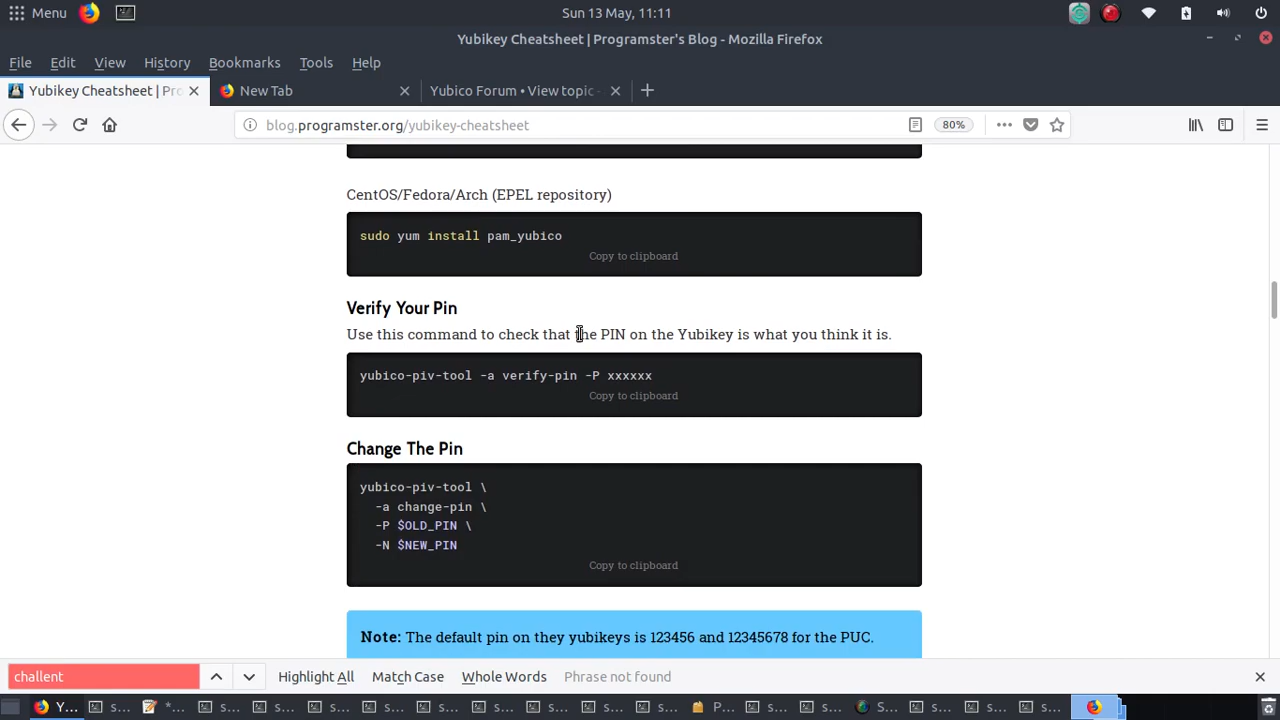 Menu
Sun 13 May, 11:11
Yubikey Cheatsheet | Programster's Blog - Mozilla Firefox
File Edit View History Bookmarks Tools Help
Yubikey Cheatsheet | Pro
New Tab
Yubico Forum • View topic -
blog.programster.org/yubikey-cheatsheet
80%
CentOS/Fedora/Arch (EPEL repository)
sudo yum install pam_yubico
Copy to clipboard
Verify Your Pin
Use this command to check that the PIN on the Yubikey is what you think it is.
yubico-piv-tool -a verify-pin -P xxxxxx
Copy to clipboard
Change The Pin
yubico-piv-tool \
-a change-pin \
-P $OLD_PIN \
-N $NEW_PIN
Copy to clipboard
Note: The default pin on they yubikeys is 123456 and 12345678 for the PUC.
challent
Highlight All Match Case Whole Words Phrase not found
Y... s... *... s... s... s... s... s... s... s... s... s... P... s... s... S... s... s... s...